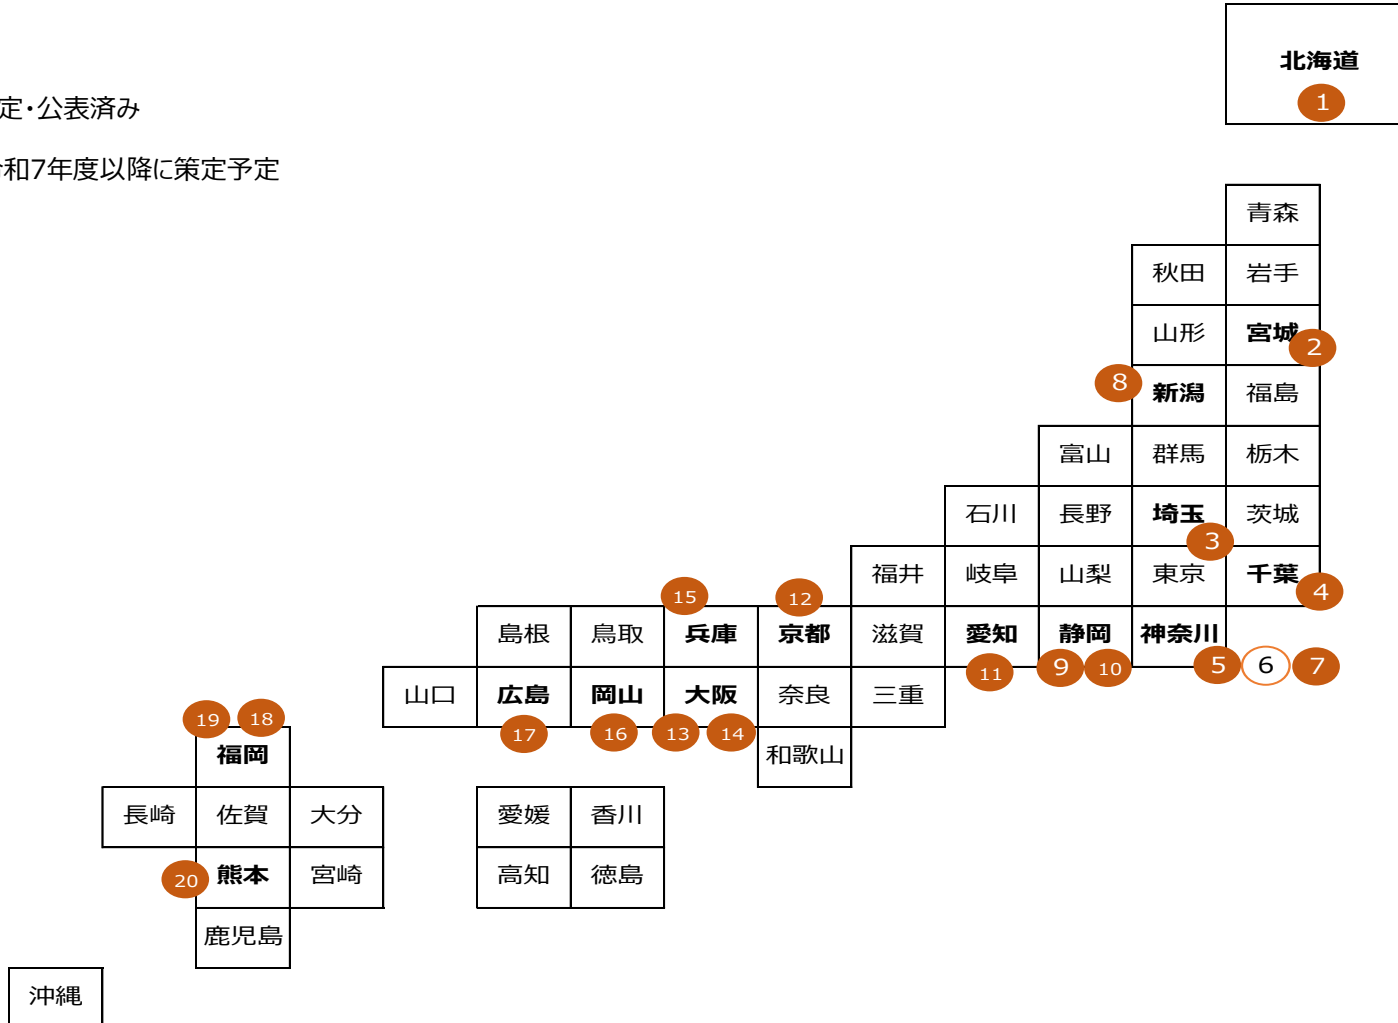 北海道
1
定・公表済み
和7年度以降に策定予定
青森
秋田 岩手
山形 宮城 2
8 新潟 福島
富山 群馬 栃木
石川 長野 埼玉 茨城
3
福井 岐阜 山梨 東京 千葉
15 12 4
島根 鳥取 兵庫 京都 滋賀 愛知 静岡 神奈川
11 9 10 5 6 7
山口 広島 岡山 大阪 奈良 三重
19 18 17 16 13 14
福岡 和歌山
長崎 佐賀 大分 愛媛 香川
20 熊本 宮崎 高知 徳島
鹿児島
沖縄